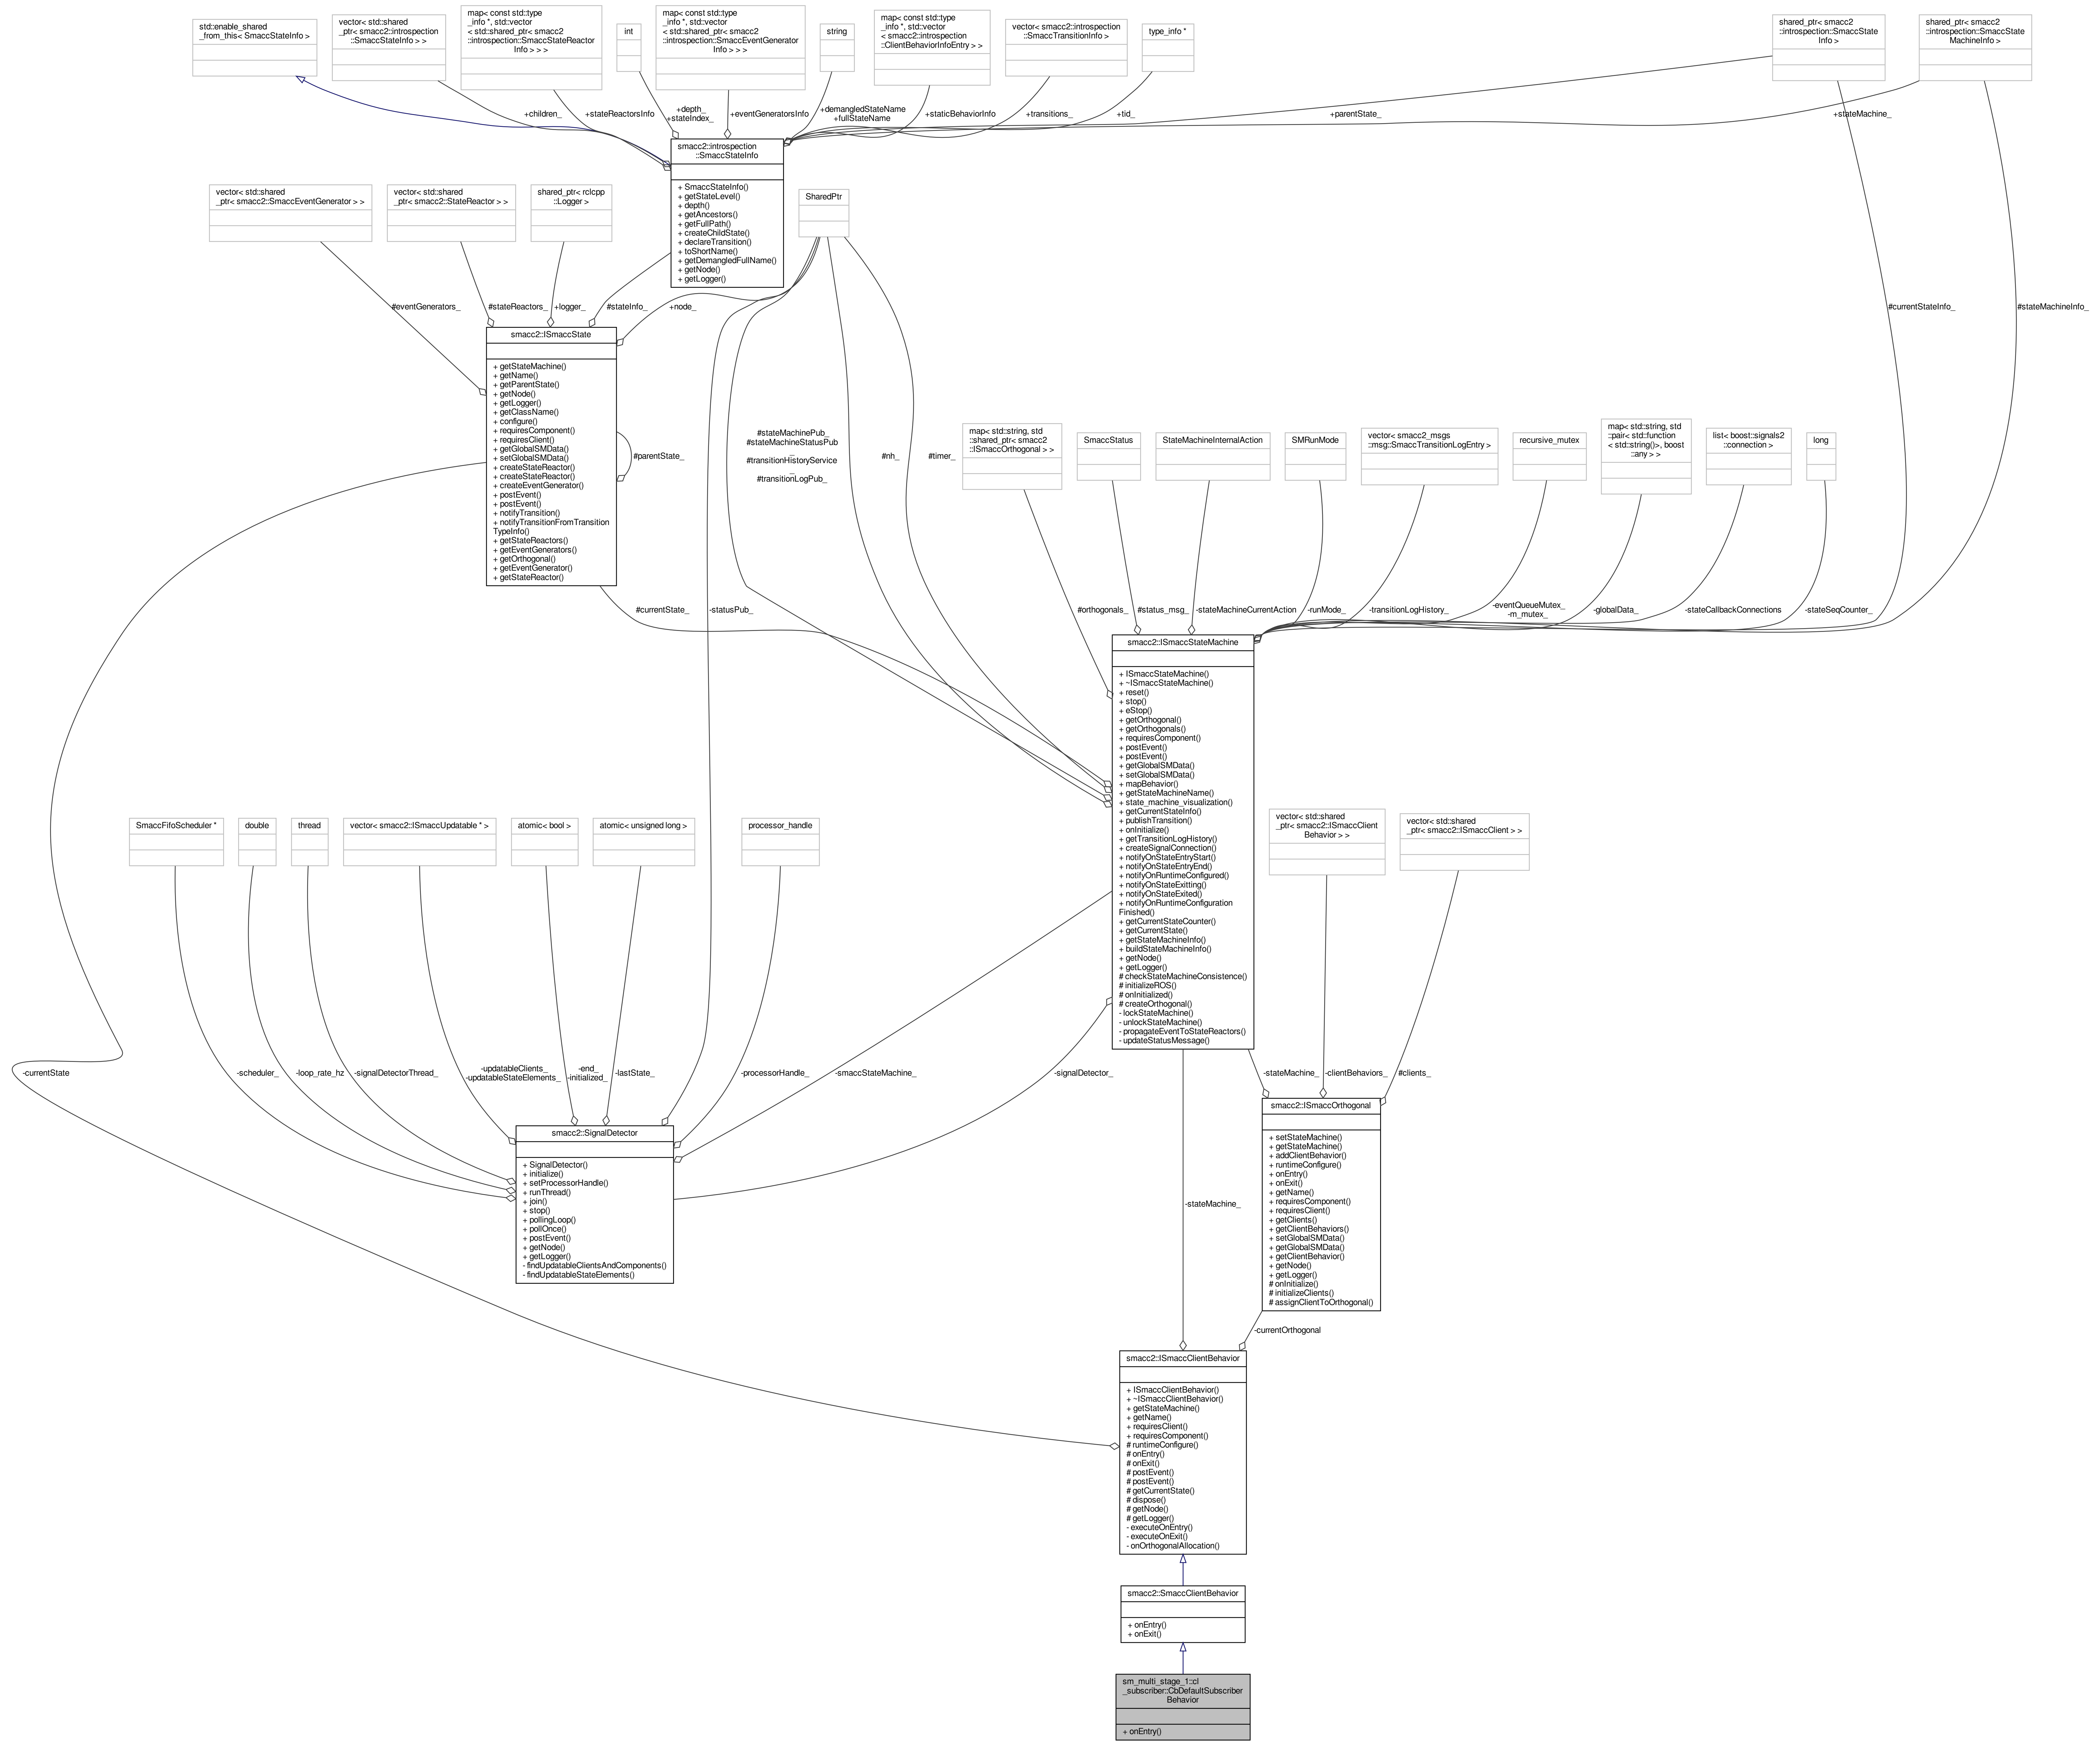 std::enable_shared
_from_this< SmaccStateInfo >
vector< std::shared
_ptr< smacc2::introspection
::SmaccStateInfo > >
map< const std::type
_info *, std::vector
< std::shared_ptr< smacc2
::introspection::SmaccStateReactor
Info > > >
int
map< const std::type
_info *, std::vector
< std::shared_ptr< smacc2
::introspection::SmaccEventGenerator
Info > > >
string
map< const std::type
_info *, std::vector
< smacc2::introspection
::ClientBehaviorInfoEntry > >
vector< smacc2::introspection
::SmaccTransitionInfo >
type_info *
shared_ptr< smacc2
::introspection::SmaccState
Info >
shared_ptr< smacc2
::introspection::SmaccState
MachineInfo >
+children_
+stateReactorsInfo
+depth_
+stateIndex_
+eventGeneratorsInfo
+demangledStateName
+fullStateName
+staticBehaviorInfo
+transitions_
+tid_
+parentState_
+stateMachine_
smacc2::introspection
::SmaccStateInfo
+ SmaccStateInfo()
+ getStateLevel()
+ depth()
+ getAncestors()
+ getFullPath()
+ createChildState()
+ declareTransition()
+ toShortName()
+ getDemangledFullName()
+ getNode()
+ getLogger()
vector< std::shared
_ptr< smacc2::SmaccEventGenerator > >
vector< std::shared
_ptr< smacc2::StateReactor > >
shared_ptr< rclcpp
::Logger >
SharedPtr
#eventGenerators_
#stateReactors_
+logger_
#stateInfo_
+node_
#currentStateInfo_
#stateMachineInfo_
smacc2::ISmaccState
+ getStateMachine()
+ getName()
+ getParentState()
+ getNode()
+ getLogger()
+ getClassName()
+ configure()
+ requiresComponent()
+ requiresClient()
+ getGlobalSMData()
+ setGlobalSMData()
+ createStateReactor()
+ createStateReactor()
+ createEventGenerator()
+ postEvent()
+ postEvent()
+ notifyTransition()
+ notifyTransitionFromTransition
TypeInfo()
+ getStateReactors()
+ getEventGenerators()
+ getOrthogonal()
+ getEventGenerator()
+ getStateReactor()
#parentState_
#stateMachinePub_
#stateMachineStatusPub
_
#transitionHistoryService
_
#transitionLogPub_
#nh_
#timer_
map< std::string, std
::shared_ptr< smacc2
::ISmaccOrthogonal > >
SmaccStatus
StateMachineInternalAction
SMRunMode
vector< smacc2_msgs
::msg::SmaccTransitionLogEntry >
recursive_mutex
map< std::string, std
::pair< std::function
< std::string()>, boost
::any > >
list< boost::signals2
::connection >
long
#currentState_
-statusPub_
#orthogonals_
#status_msg_
-stateMachineCurrentAction
-runMode_
-transitionLogHistory_
-eventQueueMutex_
-m_mutex_
-globalData_
-stateCallbackConnections
-stateSeqCounter_
smacc2::ISmaccStateMachine
+ ISmaccStateMachine()
+ ~ISmaccStateMachine()
+ reset()
+ stop()
+ eStop()
+ getOrthogonal()
+ getOrthogonals()
+ requiresComponent()
+ postEvent()
+ postEvent()
+ getGlobalSMData()
+ setGlobalSMData()
+ mapBehavior()
+ getStateMachineName()
+ state_machine_visualization()
+ getCurrentStateInfo()
+ publishTransition()
+ onInitialize()
+ getTransitionLogHistory()
+ createSignalConnection()
+ notifyOnStateEntryStart()
+ notifyOnStateEntryEnd()
+ notifyOnRuntimeConfigured()
+ notifyOnStateExitting()
+ notifyOnStateExited()
+ notifyOnRuntimeConfiguration
Finished()
+ getCurrentStateCounter()
+ getCurrentState()
+ getStateMachineInfo()
+ buildStateMachineInfo()
+ getNode()
+ getLogger()
# checkStateMachineConsistence()
# initializeROS()
# onInitialized()
# createOrthogonal()
- lockStateMachine()
- unlockStateMachine()
- propagateEventToStateReactors()
- updateStatusMessage()
SmaccFifoScheduler *
double
thread
vector< smacc2::ISmaccUpdatable * >
atomic< bool >
atomic< unsigned long >
processor_handle
vector< std::shared
_ptr< smacc2::ISmaccClient
Behavior > >
vector< std::shared
_ptr< smacc2::ISmaccClient > >
-currentState
-scheduler_
-loop_rate_hz
-signalDetectorThread_
-updatableClients_
-updatableStateElements_
-end_
-initialized_
-lastState_
-processorHandle_
-smaccStateMachine_
-signalDetector_
-stateMachine_
-clientBehaviors_
#clients_
smacc2::SignalDetector
+ SignalDetector()
+ initialize()
+ setProcessorHandle()
+ runThread()
+ join()
+ stop()
+ pollingLoop()
+ pollOnce()
+ postEvent()
+ getNode()
+ getLogger()
- findUpdatableClientsAndComponents()
- findUpdatableStateElements()
smacc2::ISmaccOrthogonal
+ setStateMachine()
+ getStateMachine()
+ addClientBehavior()
+ runtimeConfigure()
+ onEntry()
+ onExit()
+ getName()
+ requiresComponent()
+ requiresClient()
+ getClients()
+ getClientBehaviors()
+ setGlobalSMData()
+ getGlobalSMData()
+ getClientBehavior()
+ getNode()
+ getLogger()
# onInitialize()
# initializeClients()
# assignClientToOrthogonal()
-stateMachine_
-currentOrthogonal
smacc2::ISmaccClientBehavior
+ ISmaccClientBehavior()
+ ~ISmaccClientBehavior()
+ getStateMachine()
+ getName()
+ requiresClient()
+ requiresComponent()
# runtimeConfigure()
# onEntry()
# onExit()
# postEvent()
# postEvent()
# getCurrentState()
# dispose()
# getNode()
# getLogger()
- executeOnEntry()
- executeOnExit()
- onOrthogonalAllocation()
smacc2::SmaccClientBehavior
+ onEntry()
+ onExit()
sm_multi_stage_1::cl
_subscriber::CbDefaultSubscriber
Behavior
+ onEntry()